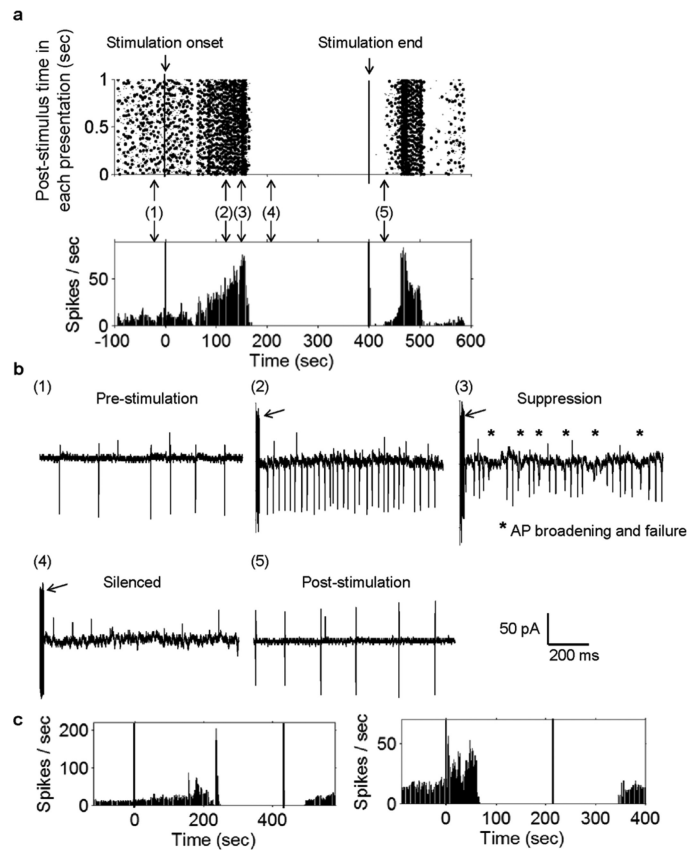 a
Stimulation onset
Stimulation end
Post-stimulus time in
each presentation (sec)
1
0.5
0
(1)
(2)
(3)
(4)
(5)
Spikes / sec
50
0
-100 0 100 200 300 400 500 600
Time (sec)
b
(1)
Pre-stimulation
(2)
(3)
Suppression
* * * * * *
* AP broadening and failure
(4)
Silenced
(5)
Post-stimulation
50 pA
200 ms
c
Spikes / sec
200
100
0
0 200 400
Time (sec)
Spikes / sec
50
0
0 100 200 300 400
Time (sec)